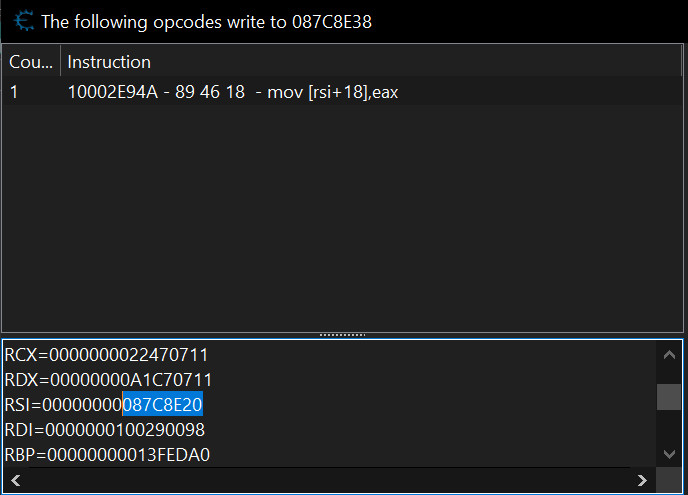 The following opcodes write to 087C8E38
Cou... Instruction
1 10002E94A - 89 46 18  - mov [rsi+18],eax
RCX=0000000022470711
RDX=00000000A1C70711
RSI=00000000087C8E20
RDI=0000000100290098
RBP=00000000013FEDA0